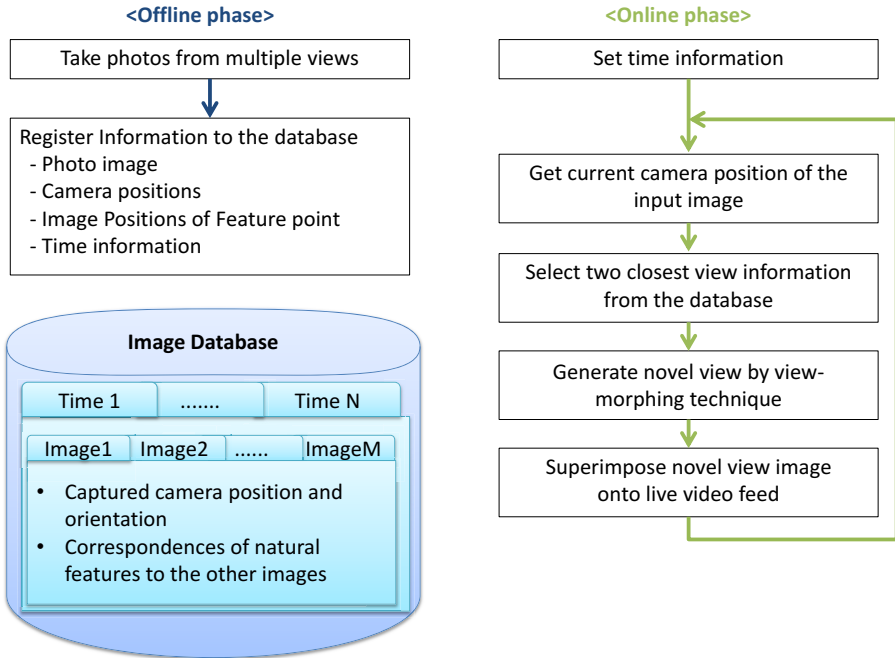 <Offline phase>
Take photos from multiple views
Register Information to the database
- Photo image
- Camera positions
- Image Positions of Feature point
- Time information
Image Database
Time 1
.......
Time N
Image1
Image2
......
ImageM
• Captured camera position and
orientation
• Correspondences of natural
features to the other images
<Online phase>
Set time information
Get current camera position of the
input image
Select two closest view information
from the database
Generate novel view by view-
morphing technique
Superimpose novel view image
onto live video feed